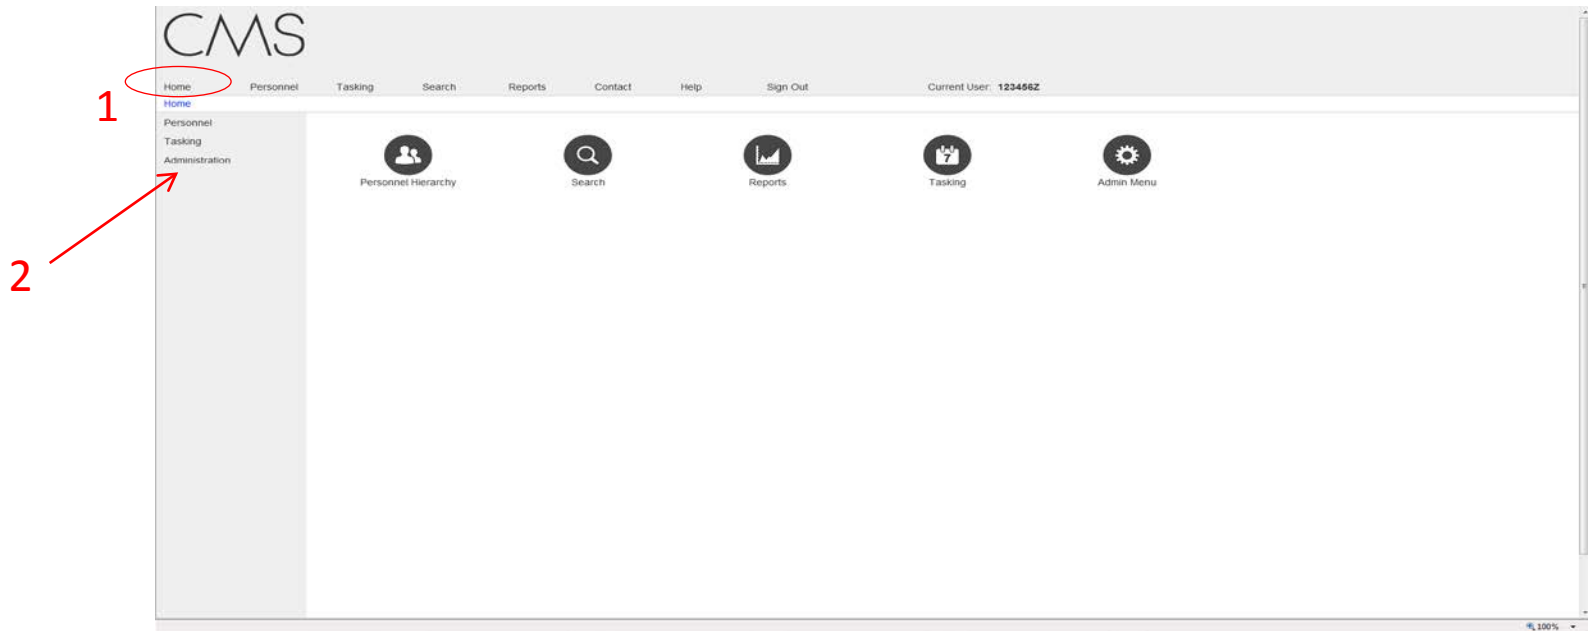 CMS
1
Home Personnel Tasking Search Reports Contact Help Sign Out Current User: 123456Z
Home
Personnel
Tasking
Administration
2
7
Personnel Hierarchy Search Reports Tasking Admin Menu
100%